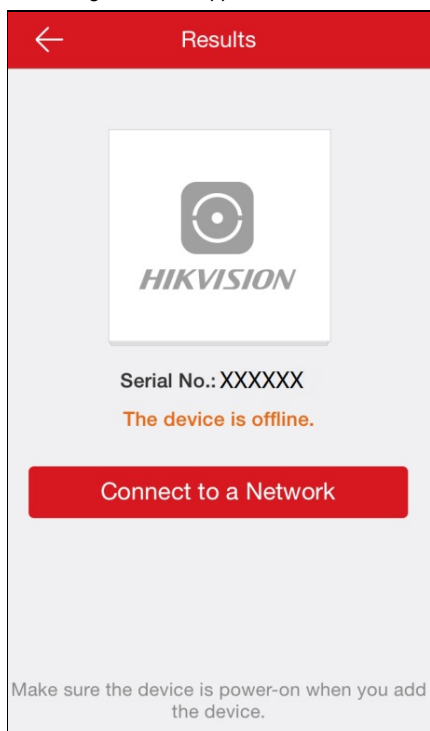 Results
HIKVISION
Serial No.: XXXXXX
The device is offline.
Connect to a Network
Make sure the device is power-on when you add
the device.